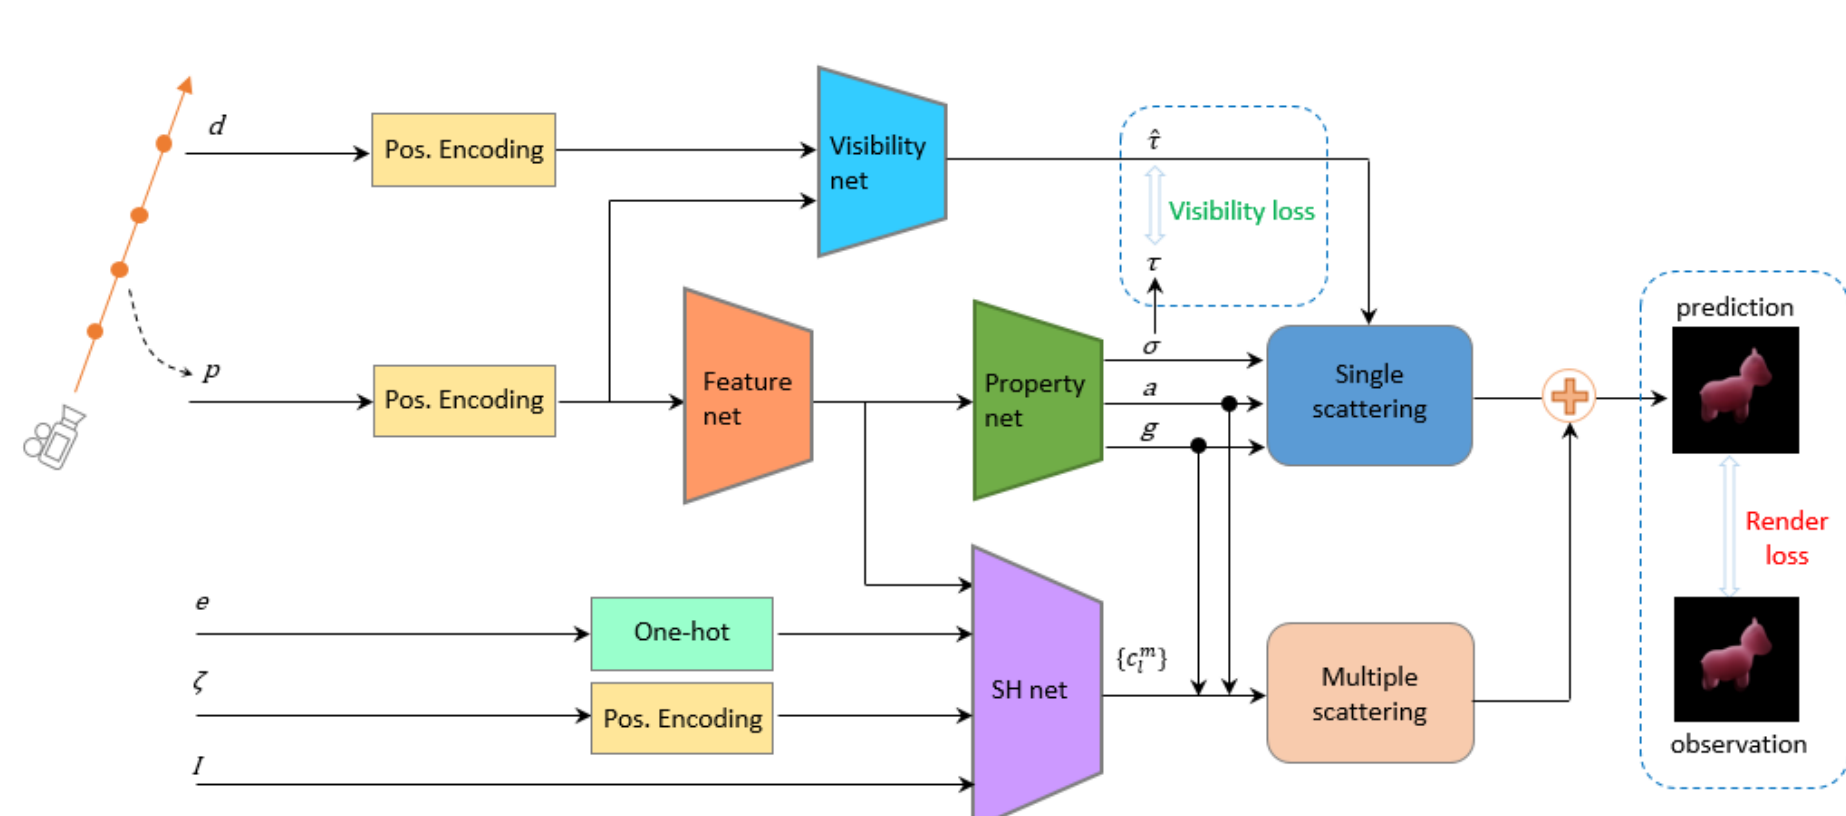 d
Pos. Encoding
Visibility
net
τ̂
Visibility loss
τ
p
Pos. Encoding
Feature
net
Property
net
σ
a
g
Single
scattering
prediction
Render
loss
observation
e
One-hot
ζ
Pos. Encoding
I
SH net
{c_l^m}
Multiple
scattering